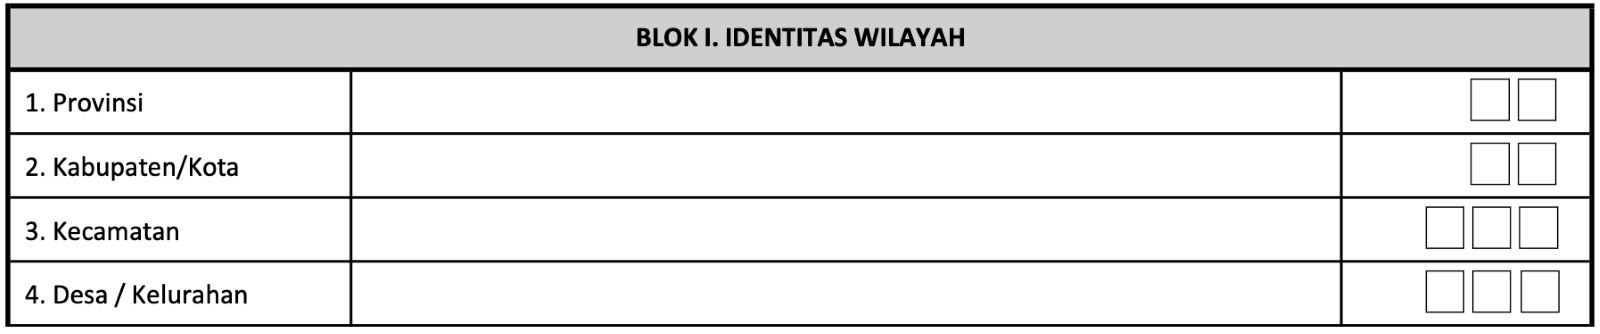 BLOK I. IDENTITAS WILAYAH
1. Provinsi
2. Kabupaten/Kota
3. Kecamatan
4. Desa / Kelurahan